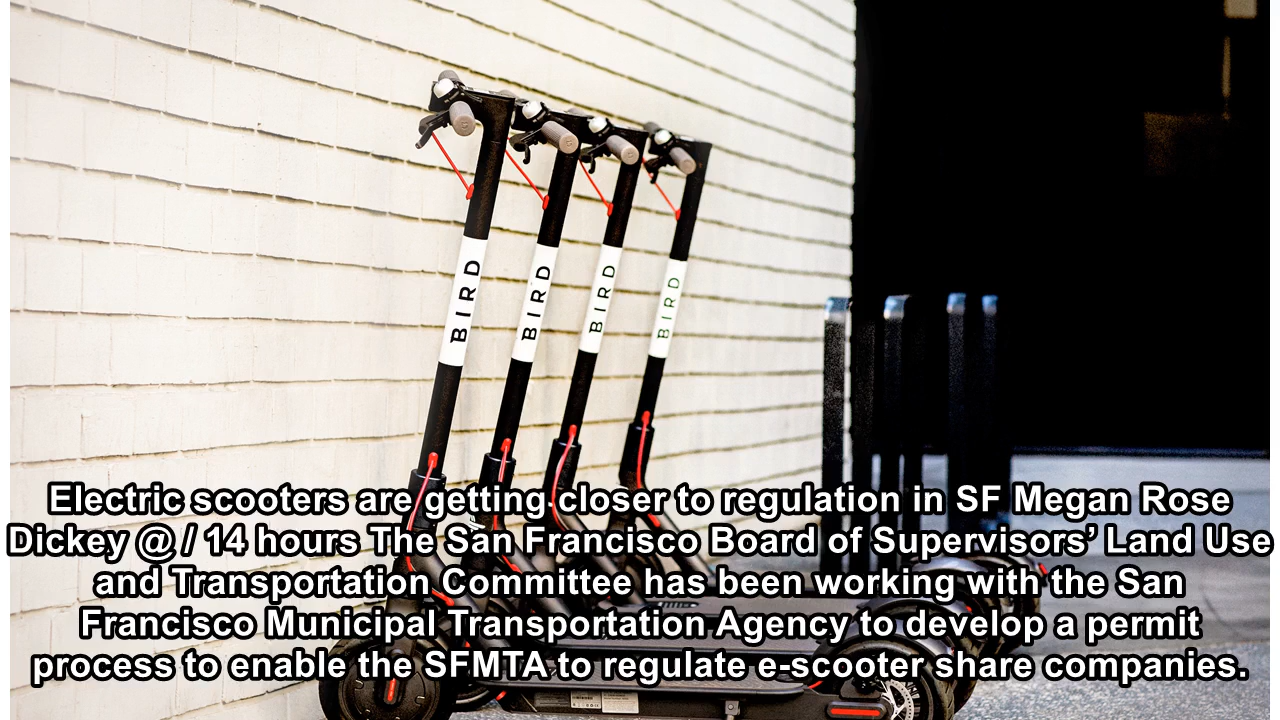 BIRD
BIRD
BIRD
BIRD
Electric scooters are getting closer to regulation in SF Megan Rose
Dickey @ / 14 hours The San Francisco Board of Supervisors’ Land Use
and Transportation Committee has been working with the San
Francisco Municipal Transportation Agency to develop a permit
process to enable the SFMTA to regulate e-scooter share companies.